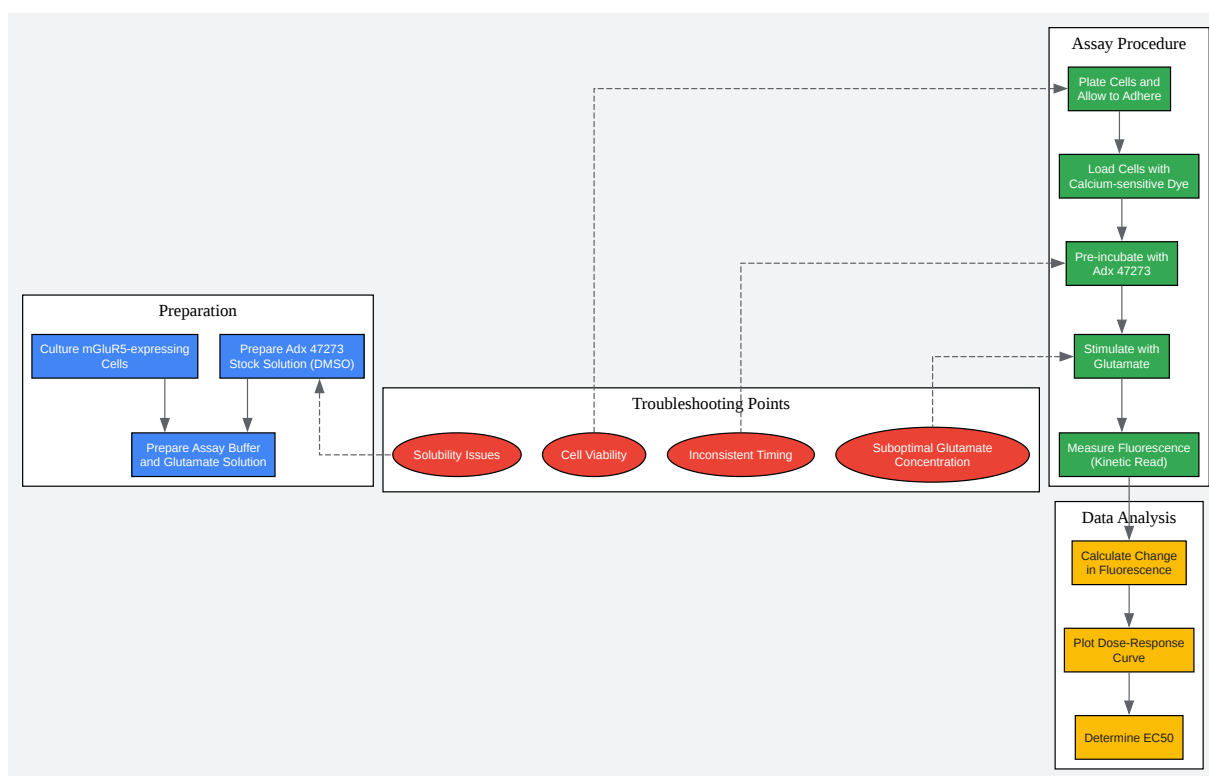 Assay Procedure
Plate Cells and
Allow to Adhere
Load Cells with
Calcium-sensitive Dye
Pre-incubate with
Adx 47273
Stimulate with
Glutamate
Measure Fluorescence
(Kinetic Read)
Preparation
Culture mGluR5-expressing
Cells
Prepare Adx 47273
Stock Solution (DMSO)
Prepare Assay Buffer
and Glutamate Solution
Troubleshooting Points
Solubility Issues
Cell Viability
Inconsistent Timing
Suboptimal Glutamate
Concentration
Data Analysis
Calculate Change
in Fluorescence
Plot Dose-Response
Curve
Determine EC50